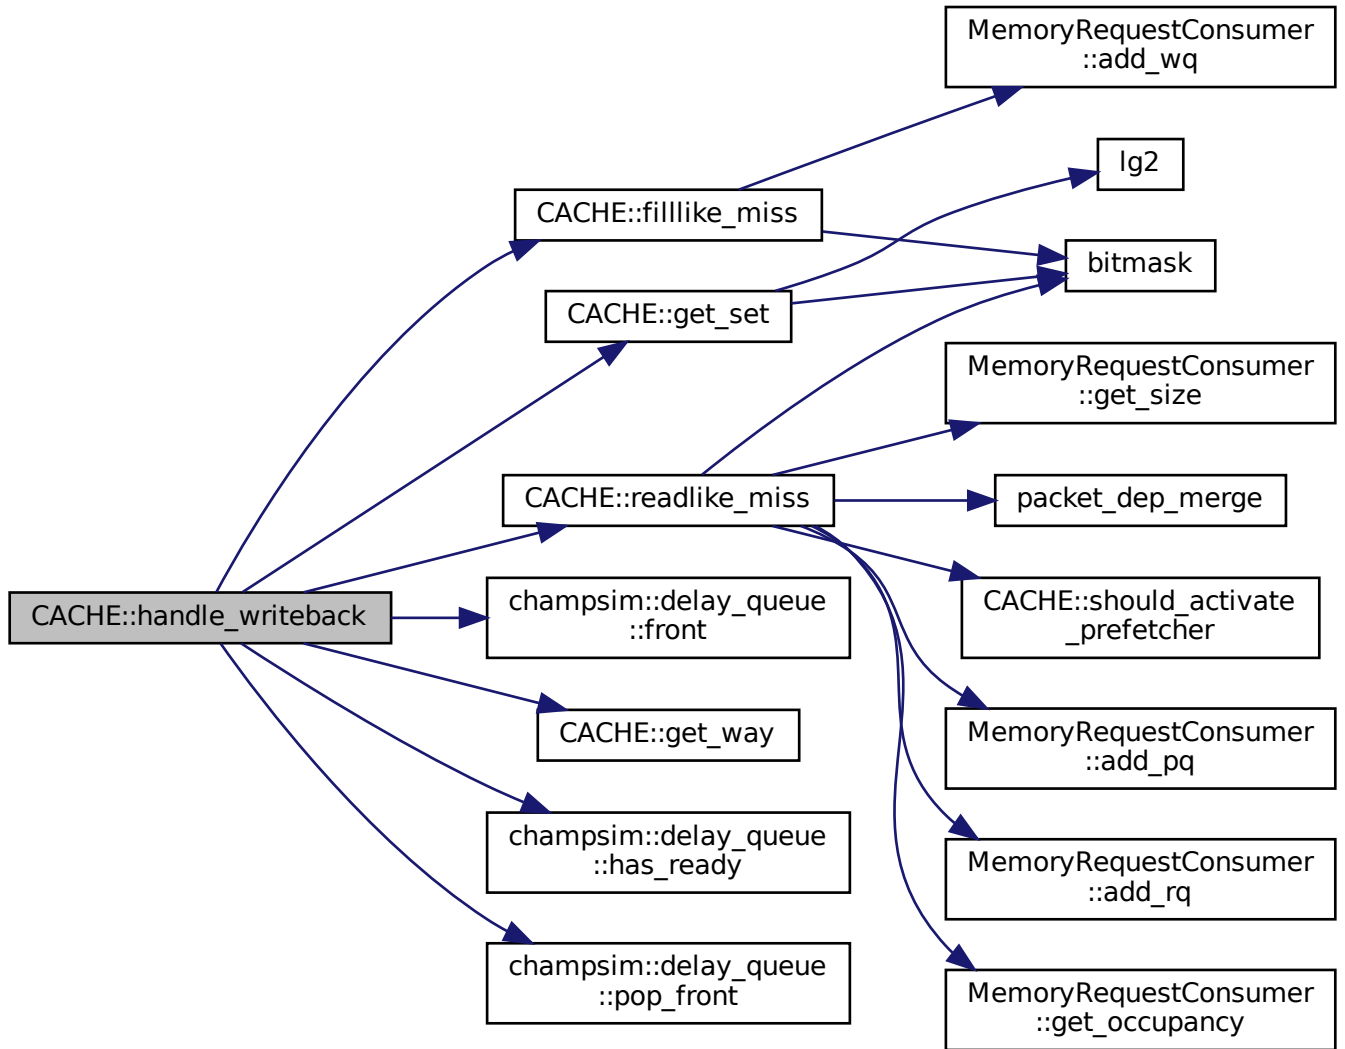 MemoryRequestConsumer
::add_wq
lg2
CACHE::filllike_miss
bitmask
CACHE::get_set
MemoryRequestConsumer
::get_size
CACHE::readlike_miss
packet_dep_merge
CACHE::handle_writeback
champsim::delay_queue
::front
CACHE::should_activate
_prefetcher
CACHE::get_way
MemoryRequestConsumer
::add_pq
champsim::delay_queue
::has_ready
MemoryRequestConsumer
::add_rq
champsim::delay_queue
::pop_front
MemoryRequestConsumer
::get_occupancy